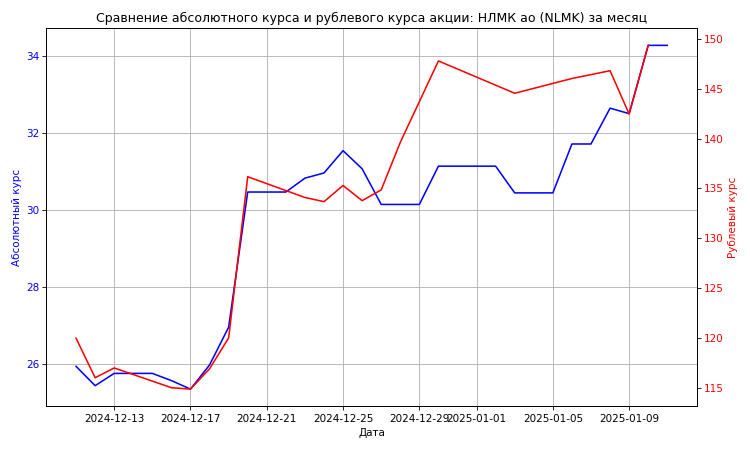 Сравнение абсолютного курса и рублевого курса акции: НЛМК ао (NLMK) за месяц
34
32
30
28
26
Абсолютный курс
150
145
140
135
130
125
120
115
Рублевый курс
2024-12-13 2024-12-17 2024-12-21 2024-12-25 2024-12-29 2025-01-01 2025-01-05 2025-01-09
Дата